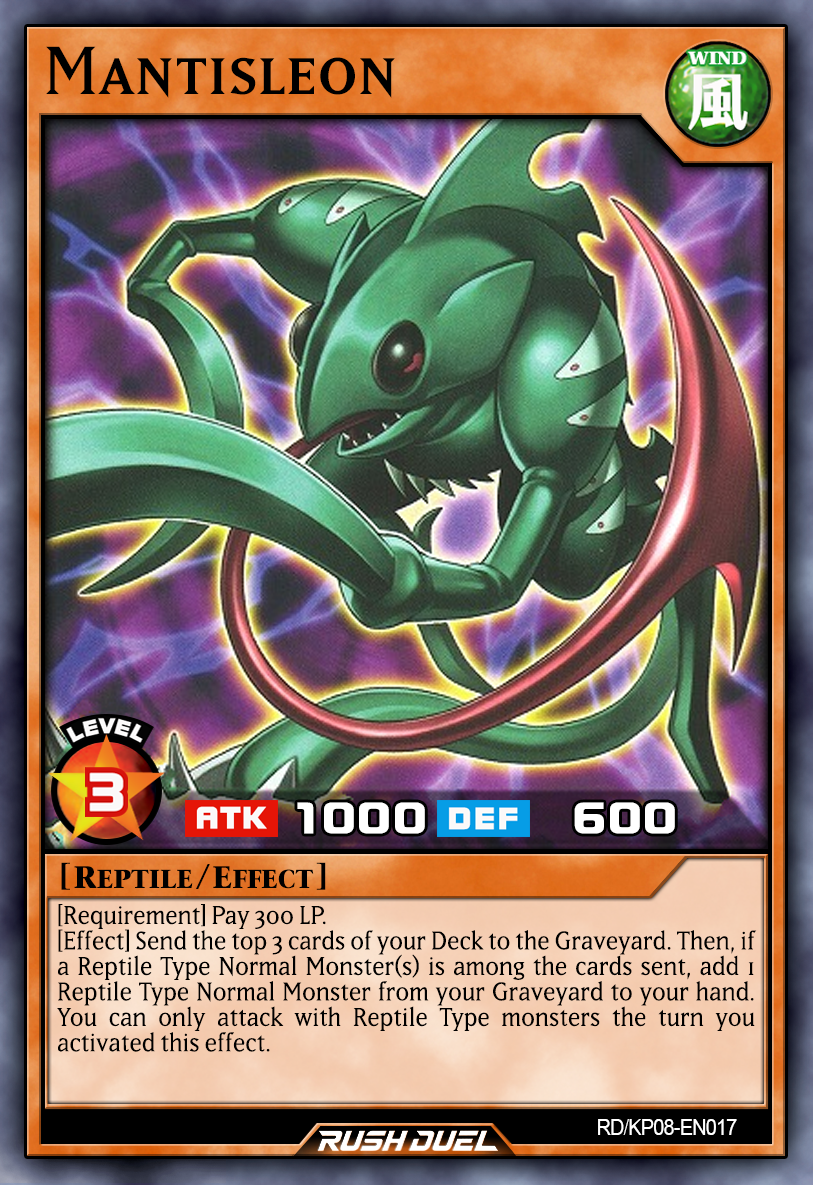 MANTISLEON
WIND
風
LEVEL
3
ATK 1000 DEF 600
[REPTILE/EFFECT]
[Requirement] Pay 300 LP.
[Effect] Send the top 3 cards of your Deck to the Graveyard. Then, if
a Reptile Type Normal Monster(s) is among the cards sent, add 1
Reptile Type Normal Monster from your Graveyard to your hand.
You can only attack with Reptile Type monsters the turn you
activated this effect.
RUSH DUEL
RD/KP08-EN017